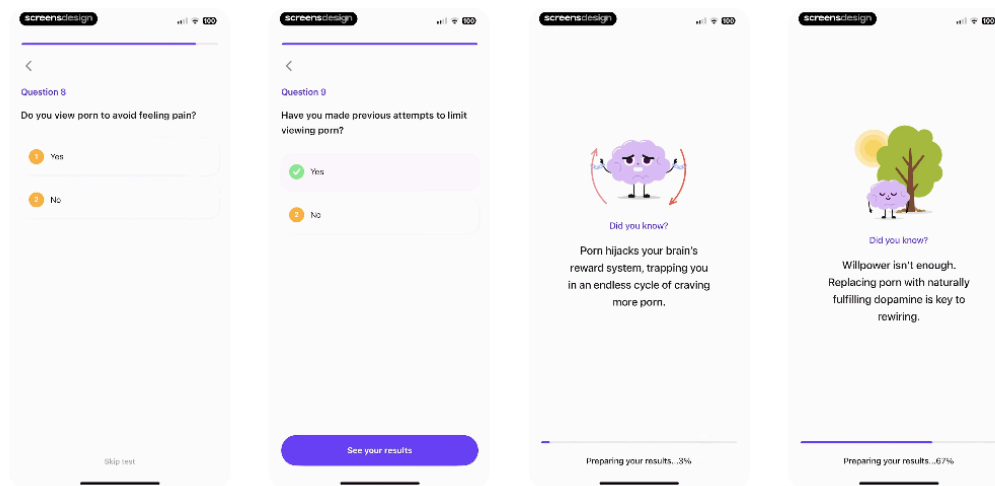 screensdesign
100
Question 8
Do you view porn to avoid feeling pain?
1 Yes
2 No
Skip test
screensdesign
100
Question 9
Have you made previous attempts to limit
viewing porn?
Yes
2 No
See your results
screensdesign
100
Did you know?
Porn hijacks your brain's
reward system, trapping you
in an endless cycle of craving
more porn.
Preparing your results...3%
screensdesign
100
Did you know?
Willpower isn't enough.
Replacing porn with naturally
fulfilling dopamine is key to
rewiring.
Preparing your results...67%